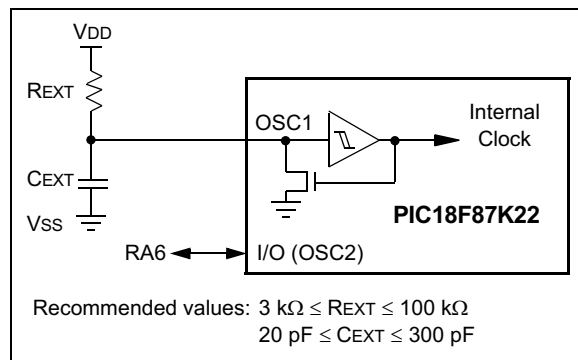 VDD
REXT
OSC1
Internal
Clock
CEXT
PIC18F87K22
VSS
RA6
I/O (OSC2)
Recommended values: 3 kΩ ≤ REXT ≤ 100 kΩ
20 pF ≤ CEXT ≤ 300 pF